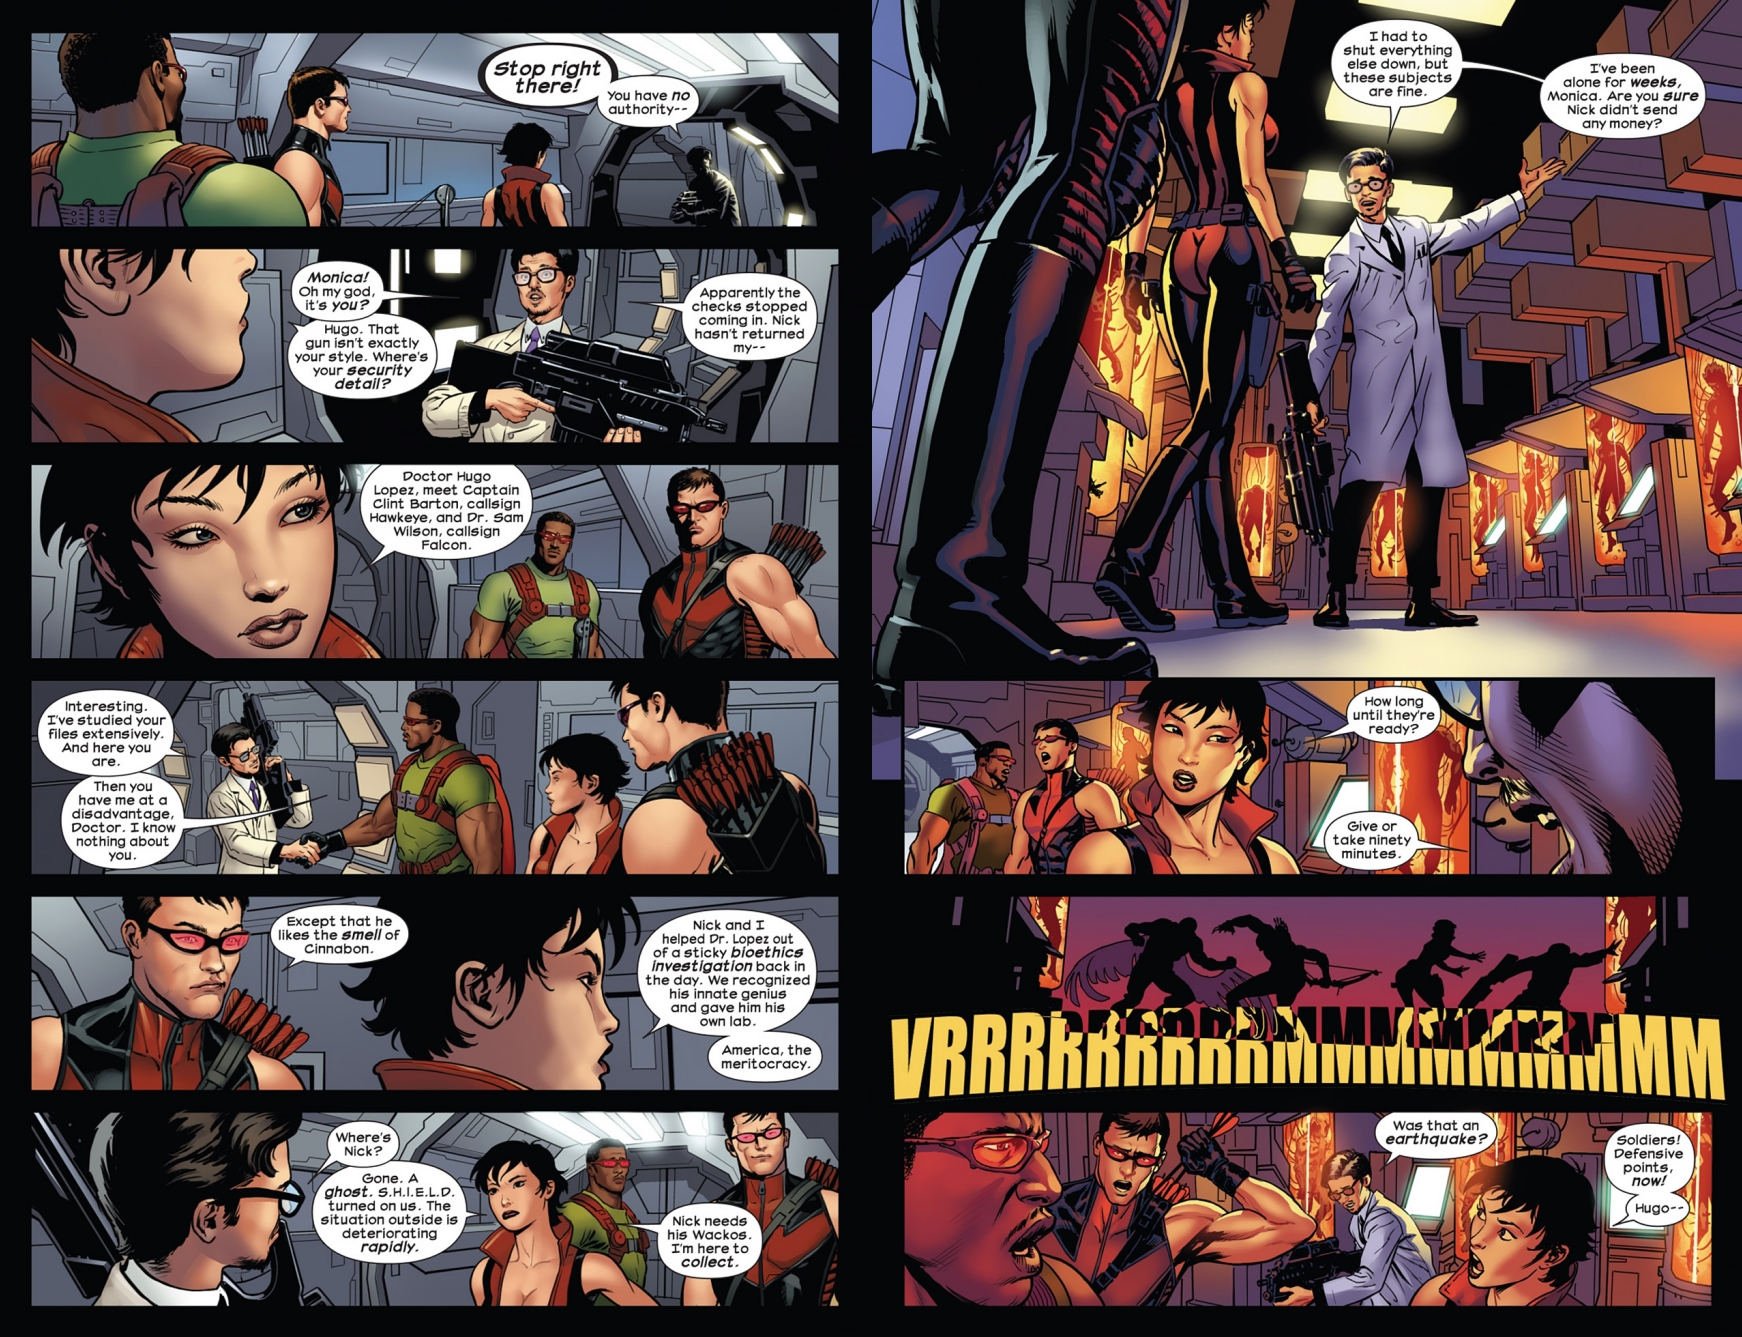 Stop right
there!
You have no
authority--
Monica!
Oh my god,
it's you?
Hugo. That
gun isn't exactly
your style. Where's
your security
detail?
Apparently the
checks stopped
coming in. Nick
hasn't returned
my--
Doctor Hugo
Lopez, meet Captain
Clint Barton, callsign
Hawkeye, and Dr. Sam
Wilson, callsign
Falcon.
Interesting.
I've studied your
files extensively.
And here you
are.
Then you
have me at a
disadvantage,
Doctor. I know
nothing about
you.
Except that he
likes the smell of
Cinnabon.
Nick and I
helped Dr. Lopez out
of a sticky bioethics
investigation back in
the day. We recognized
his innate genius
and gave him his
own lab.
America, the
meritocracy.
Where's
Nick?
Gone. A
ghost. S.H.I.E.L.D.
turned on us. The
situation outside is
deteriorating
rapidly.
Nick needs
his Wackos.
I'm here to
collect.
I had to
shut everything
else down, but
these subjects
are fine.
I've been
alone for weeks,
Monica. Are you sure
Nick didn't send
any money?
How long
until they're
ready?
Give or
take ninety
minutes.
VRRRRRRRRRRMMMMMMMMMMM
Was that an
earthquake?
Soldiers!
Defensive
points,
now!
Hugo--